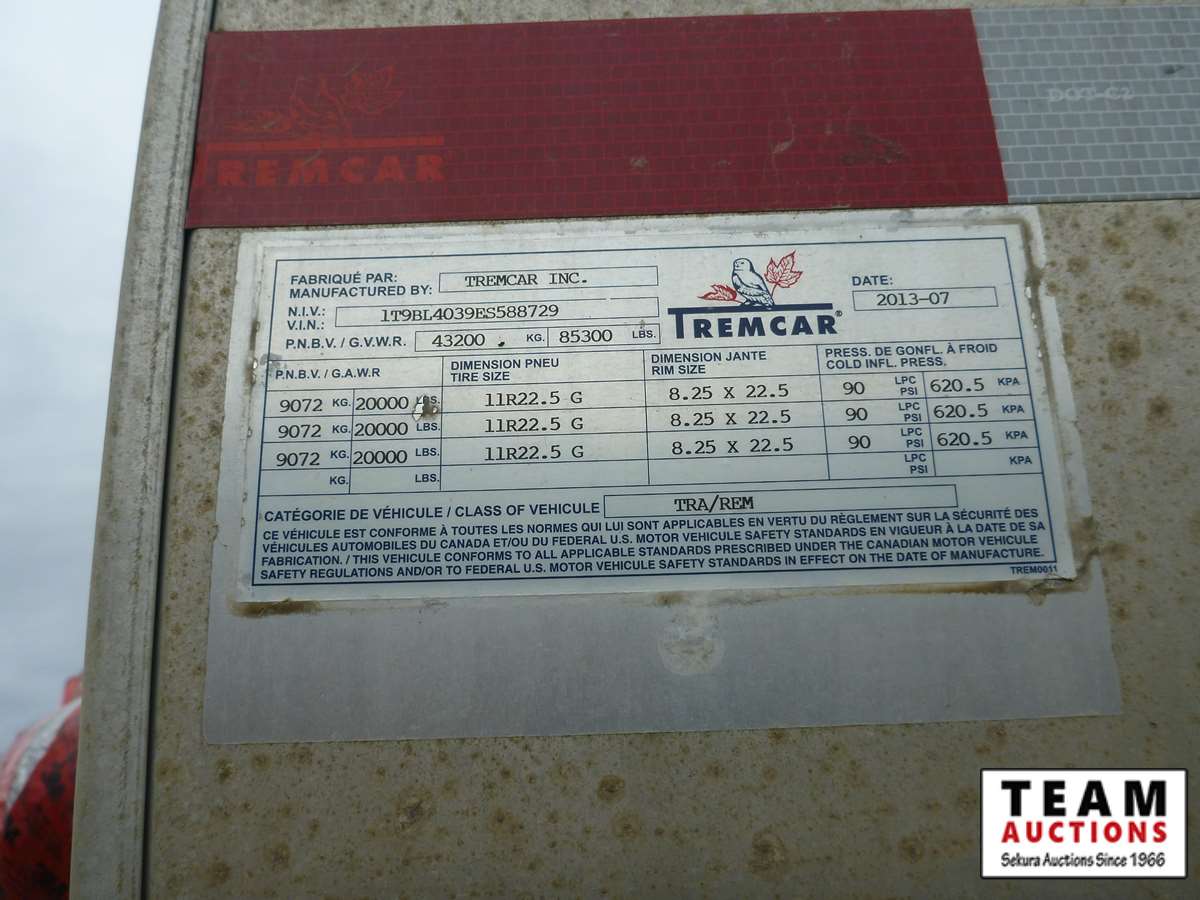 TREMCAR
DOT-C2
FABRIQUÉ PAR:
MANUFACTURED BY: TREMCAR INC.
N.I.V.:
V.I.N.: 1T9BL4039ES588729
P.N.B.V. / G.V.W.R. 43200 KG. 85300 LBS.
TREMCAR®
DATE:
2013-07
P.N.B.V. / G.A.W.R DIMENSION PNEU DIMENSION JANTE PRESS. DE GONFL. À FROID
TIRE SIZE RIM SIZE COLD INFL. PRESS.
9072 KG. 20000 LBS. 11R22.5 G 8.25 X 22.5 90 LPC PSI 620.5 KPA
9072 KG. 20000 LBS. 11R22.5 G 8.25 X 22.5 90 LPC PSI 620.5 KPA
9072 KG. 20000 LBS. 11R22.5 G 8.25 X 22.5 90 LPC PSI 620.5 KPA
KG. LBS. LPC PSI KPA
CATÉGORIE DE VÉHICULE / CLASS OF VEHICULE TRA/REM
CE VÉHICULE EST CONFORME À TOUTES LES NORMES QUI LUI SONT APPLICABLES EN VERTU DU RÈGLEMENT SUR LA SÉCURITÉ DES
VÉHICULES AUTOMOBILES DU CANADA ET/OU DU FEDERAL U.S. MOTOR VEHICULE SAFETY STANDARDS EN VIGUEUR À LA DATE DE SA
FABRICATION. / THIS VEHICULE CONFORMS TO ALL APPLICABLE STANDARDS PRESCRIBED UNDER THE CANADIAN MOTOR VEHICULE
SAFETY REGULATIONS AND/OR TO FEDERAL U.S. MOTOR VEHICULE SAFETY STANDARDS IN EFFECT ON THE DATE OF MANUFACTURE.
TREM0011
TEAM
AUCTIONS
Sekura Auctions Since 1966